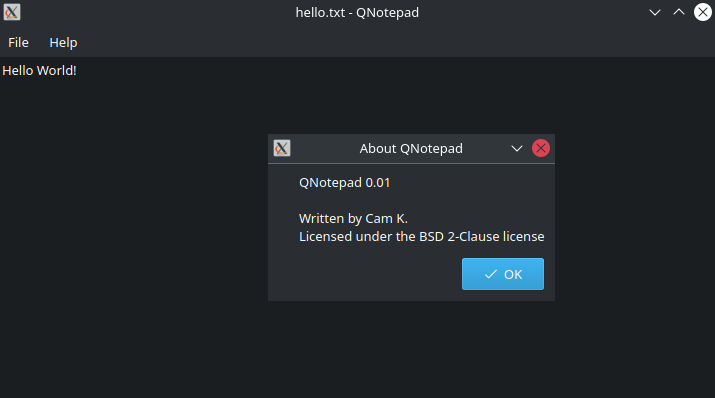 hello.txt - QNotepad
File Help
Hello World!
About QNotepad
QNotepad 0.01
Written by Cam K.
Licensed under the BSD 2-Clause license
OK